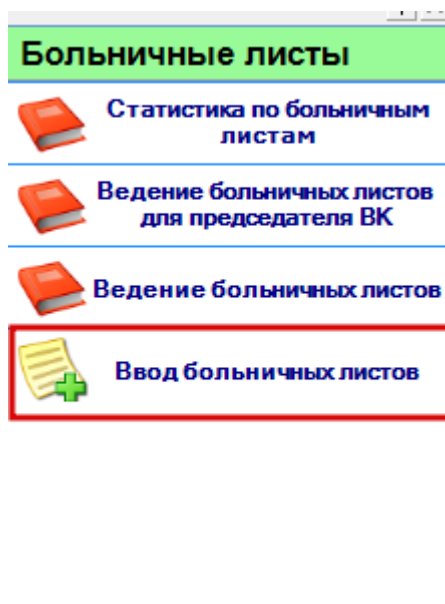 Больничные листы
Статистика по больничным
листам
Ведение больничных листов
для председателя ВК
Ведение больничных листов
Ввод больничных листов